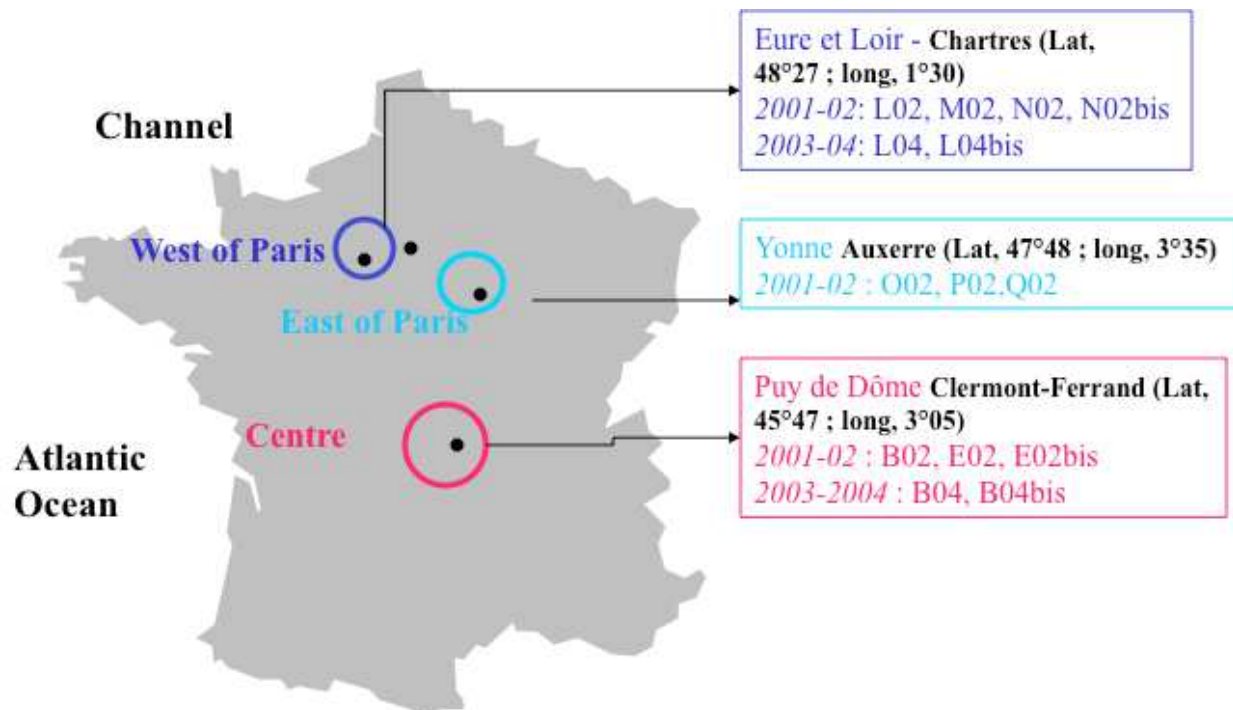 Channel
West of Paris
East of Paris
Centre
Atlantic
Ocean
Eure et Loir - Chartres (Lat,
48°27 ; long, 1°30)
2001-02: L02, M02, N02, N02bis
2003-04: L04, L04bis
Yonne Auxerre (Lat, 47°48 ; long, 3°35)
2001-02 : O02, P02,Q02
Puy de Dôme Clermont-Ferrand (Lat,
45°47 ; long, 3°05)
2001-02 : B02, E02, E02bis
2003-2004 : B04, B04bis